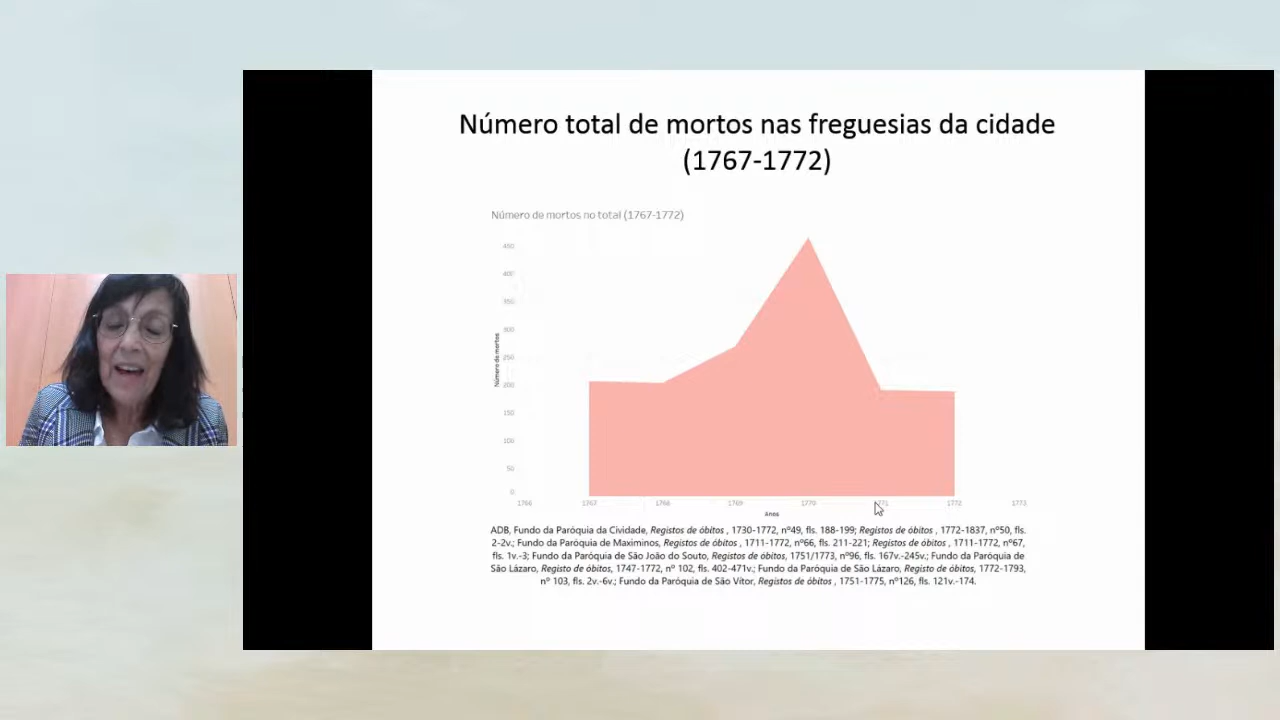 Número total de mortos nas freguesias da cidade
(1767-1772)
Número de mortos no total (1767-1772)
450
400
350
300
250
200
150
100
50
0
Número de mortos
1766 1767 1768 1769 1770 1771 1772 1773
Anos
ADB, Fundo da Paróquia da Cividade, Registos de óbitos , 1730-1772, nº49, fls. 188-199; Registos de óbitos , 1772-1837, nº50, fls.
2-2v.; Fundo da Paróquia de Maximinos, Registos de óbitos , 1711-1772, nº66, fls. 211-221; Registos de óbitos , 1711-1772, nº67,
fls. 1v.-3; Fundo da Paróquia de São João do Souto, Registos de óbitos, 1751/1773, nº96, fls. 167v.-245v.; Fundo da Paróquia de
São Lázaro, Registo de óbitos, 1747-1772, nº 102, fls. 402-471v.; Fundo da Paróquia de São Lázaro, Registo de óbitos, 1772-1793,
nº 103, fls. 2v.-6v.; Fundo da Paróquia de São Vítor, Registos de óbitos , 1751-1775, nº126, fls. 121v.-174.